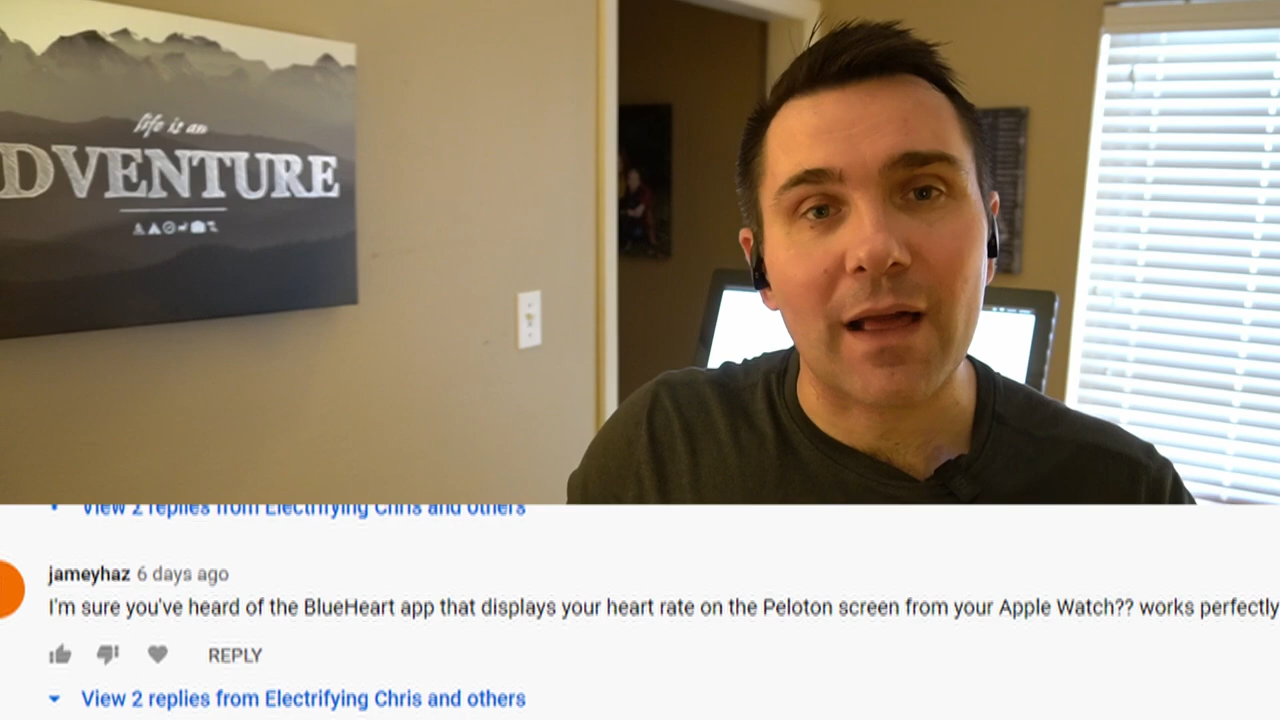 life is an
DVENTURE
View 2 replies from Electrifying Chris and others
jameyhaz 6 days ago
I'm sure you've heard of the BlueHeart app that displays your heart rate on the Peloton screen from your Apple Watch?? works perfectly
REPLY
View 2 replies from Electrifying Chris and others